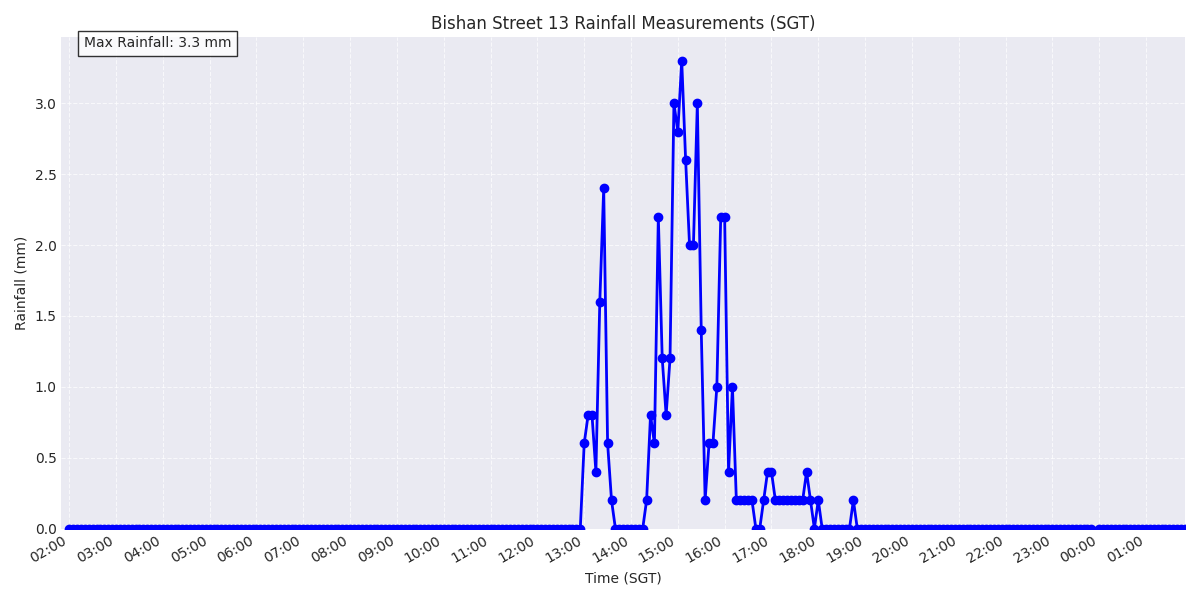 Bishan Street 13 Rainfall Measurements (SGT)
Max Rainfall: 3.3 mm
Rainfall (mm)
3.0
2.5
2.0
1.5
1.0
0.5
0.0
02:00 03:00 04:00 05:00 06:00 07:00 08:00 09:00 10:00 11:00 12:00 13:00 14:00 15:00 16:00 17:00 18:00 19:00 20:00 21:00 22:00 23:00 00:00 01:00
Time (SGT)